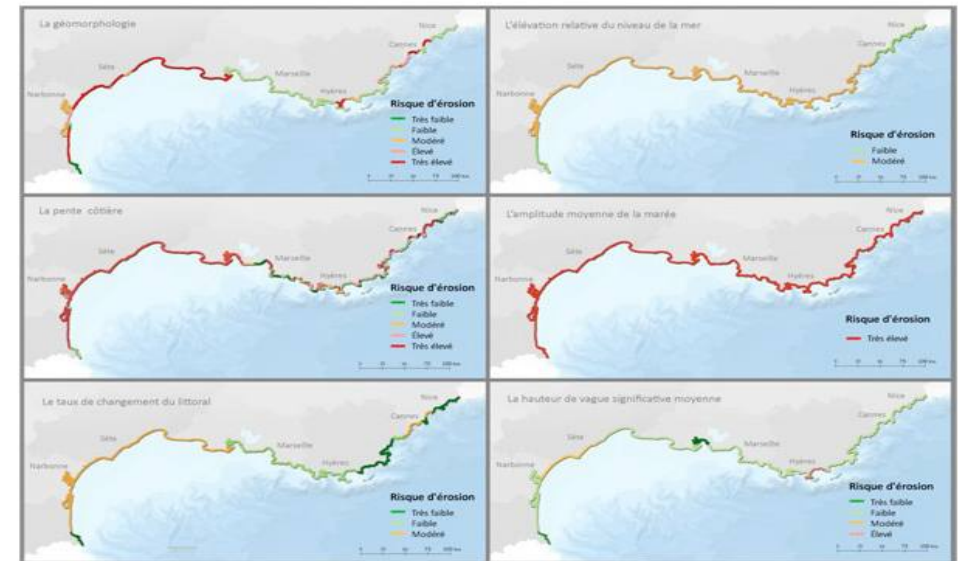 La géomorphologie
Nice
Cannes
Sète
Marseille
Narbonne
Hyères
Risque d'érosion
Très faible
Faible
Modéré
Élevé
Très élevé
L'élévation relative du niveau de la mer
Nice
Cannes
Sète
Marseille
Narbonne
Hyères
Risque d'érosion
Faible
Modéré
La pente côtière
Nice
Cannes
Sète
Marseille
Narbonne
Hyères
Risque d'érosion
Très faible
Faible
Modéré
Élevé
Très élevé
L'amplitude moyenne de la marée
Nice
Cannes
Sète
Marseille
Narbonne
Hyères
Risque d'érosion
Très élevé
Le taux de changement du littoral
Nice
Cannes
Sète
Marseille
Narbonne
Hyères
Risque d'érosion
Très faible
Faible
Modéré
La hauteur de vague significative moyenne
Nice
Cannes
Sète
Marseille
Narbonne
Hyères
Risque d'érosion
Très faible
Faible
Modéré
Élevé